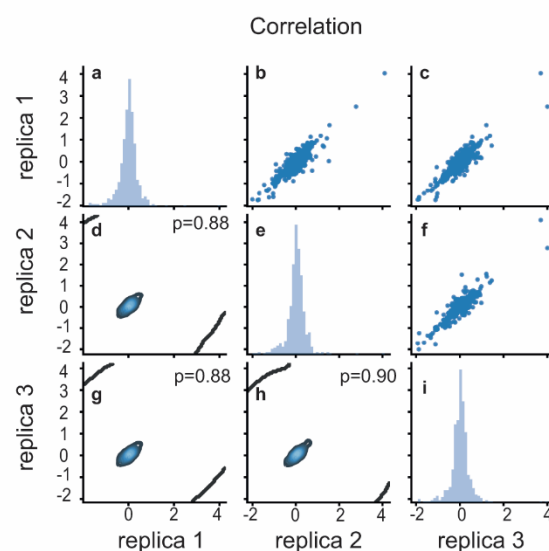 Correlation
replica 1
4
3
2
1
0
-1
-2
a
b
c
replica 2
4
3
2
1
0
-1
-2
d
p=0.88
e
f
replica 3
4
3
2
1
0
-1
-2
g
p=0.88
h
p=0.90
i
0 2 4
-2 0 2 4
-2 0 2 4
replica 1
replica 2
replica 3